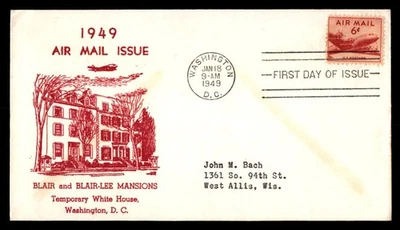 1949
AIR MAIL ISSUE
BLAIR and BLAIR-LEE MANSIONS
Temporary White House,
Washington, D. C.
WASHINGTON
JAN 18
9-AM
1949
D.C.
AIR MAIL
6¢
FIRST DAY OF ISSUE
John M. Bach
1361 So. 94th St.
West Allis, Wis.